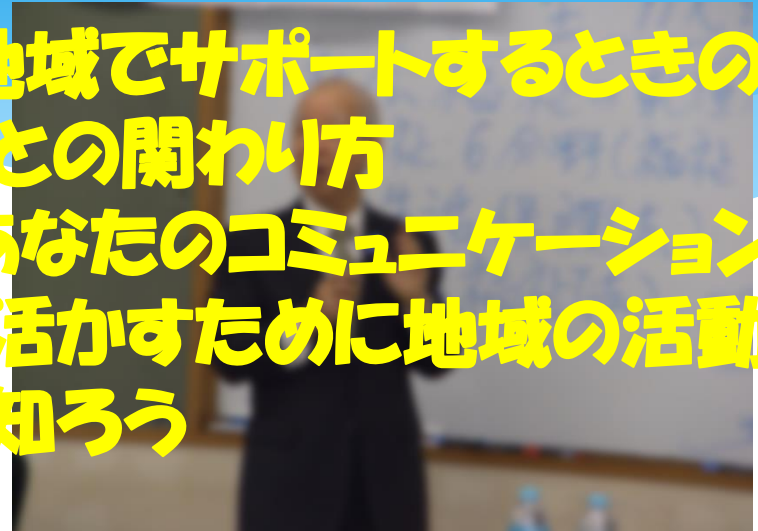 地域でサポートするときの
との関わり方
あなたのコミュニケーション
活かすために地域の活動
知ろう